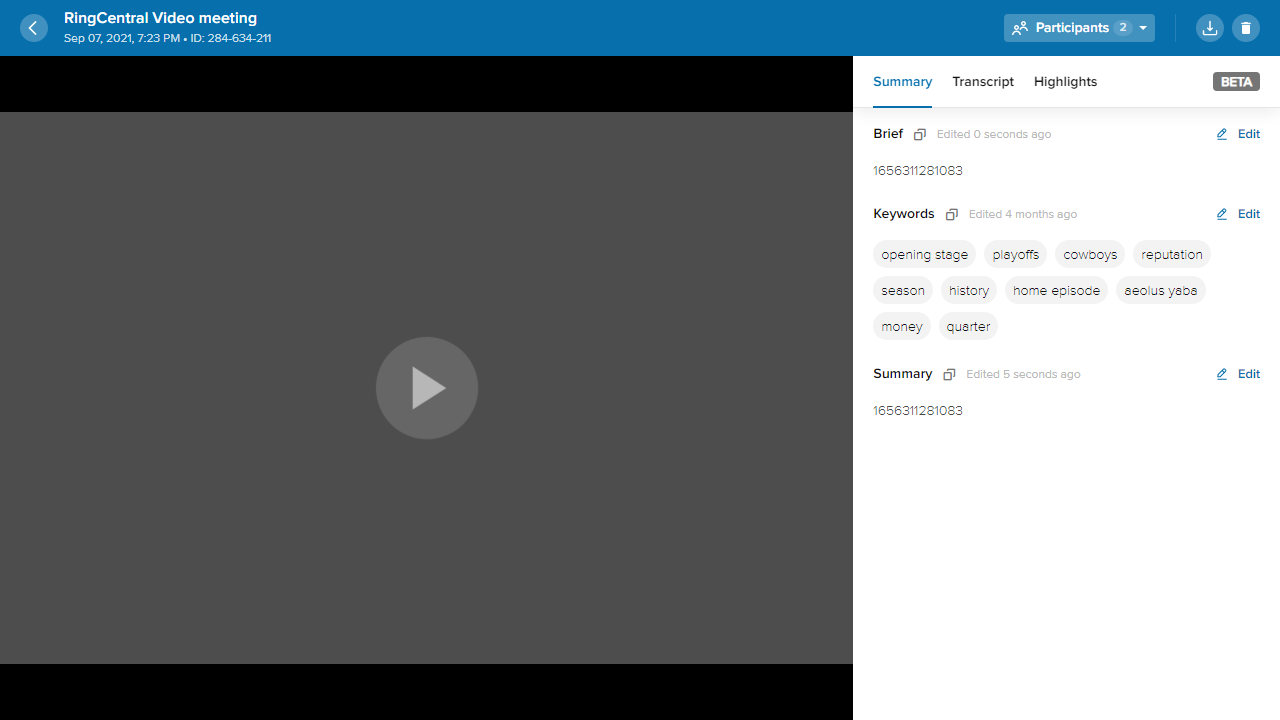 RingCentral Video meeting
Sep 07, 2021, 7:23 PM • ID: 284-634-211
Participants 2
Summary Transcript Highlights BETA
Brief Edited 0 seconds ago Edit
1656311281083
Keywords Edited 4 months ago Edit
opening stage playoffs cowboys reputation
season history home episode aeolus yaba
money quarter
Summary Edited 5 seconds ago Edit
1656311281083